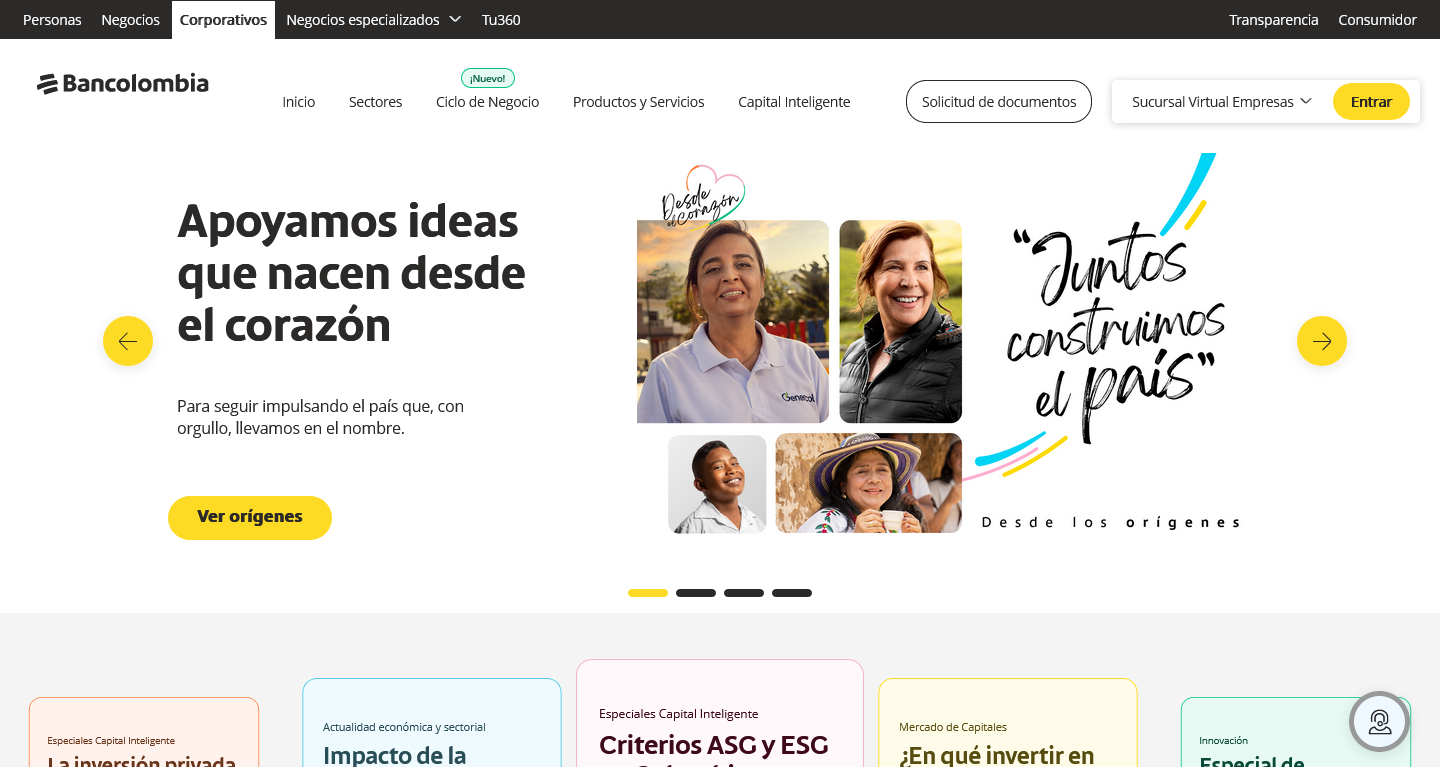 Personas Negocios Corporativos Negocios especializados Tu360 Transparencia Consumidor
Bancolombia
¡Nuevo!
Inicio Sectores Ciclo de Negocio Productos y Servicios Capital Inteligente Solicitud de documentos Sucursal Virtual Empresas Entrar
Apoyamos ideas
que nacen desde
el corazón
Para seguir impulsando el país que, con
orgullo, llevamos en el nombre.
Ver orígenes
Desde
el corazón
Genecol
“Juntos
construimos
el país”
Desde los orígenes
Especiales Capital Inteligente
La inversión privada
Actualidad económica y sectorial
Impacto de la
Especiales Capital Inteligente
Criterios ASG y ESG
Mercado de Capitales
¿En qué invertir en
Innovación
Especial de